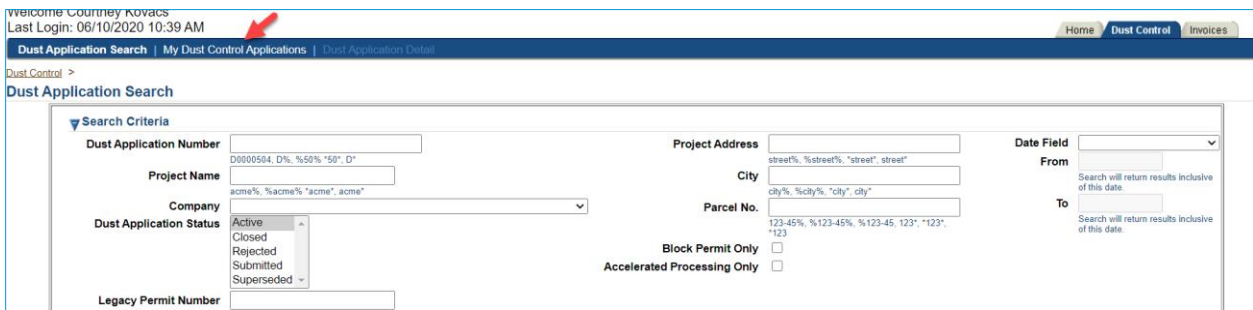 Welcome Courtney Kovacs
Last Login: 06/10/2020 10:39 AM
Home Dust Control Invoices
Dust Application Search | My Dust Control Applications | Dust Application Detail
Dust Control >
Dust Application Search
Search Criteria
Dust Application Number
D0000504, D%, %50% *50*, D*
Project Name
acme%, %acme% *acme*, acme*
Company
Dust Application Status
Active
Closed
Rejected
Submitted
Superseded
Legacy Permit Number
Project Address
street%, %street%, *street*, street*
City
city%, %city%, *city*, city*
Parcel No.
123-45%, %123-45%, %123-45, 123*, *123*,
*123
Block Permit Only
Accelerated Processing Only
Date Field
From
Search will return results inclusive
of this date.
To
Search will return results inclusive
of this date.